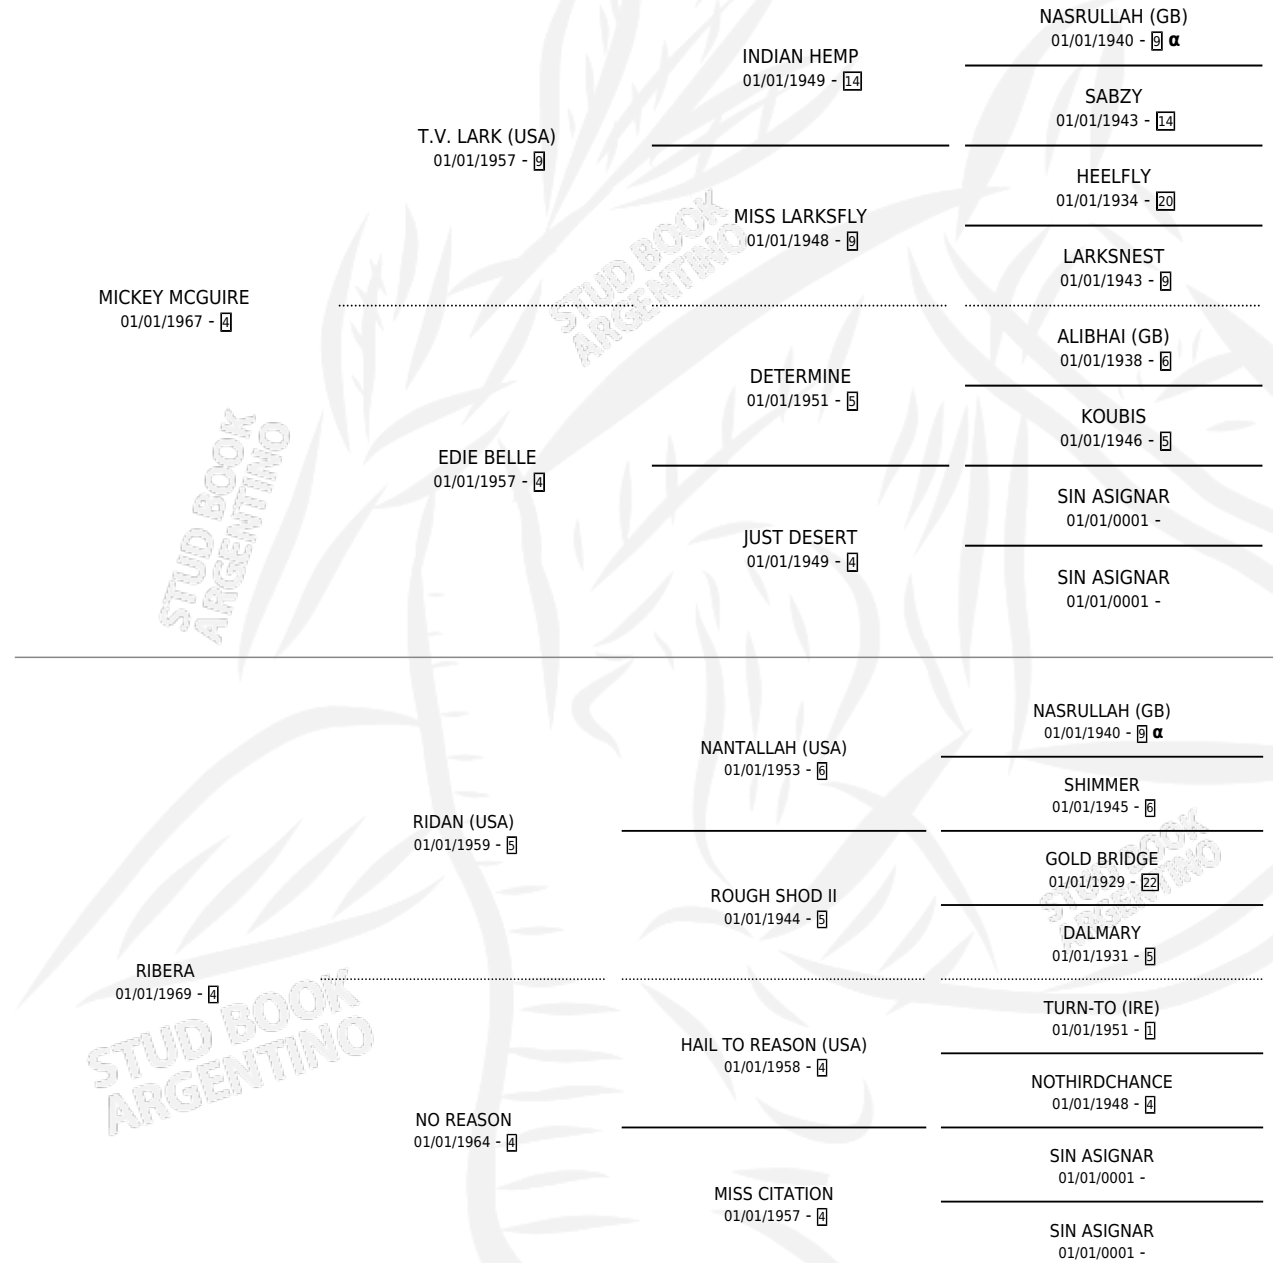 NASRULLAH (GB)
01/01/1940 - 9 α
INDIAN HEMP
01/01/1949 - 14
SABZY
01/01/1943 - 14
T.V. LARK (USA)
01/01/1957 - 9
HEELFLY
01/01/1934 - 20
MISS LARKSFLY
01/01/1948 - 9
LARKSNEST
01/01/1943 - 9
MICKEY MCGUIRE
01/01/1967 - 4
ALIBHAI (GB)
01/01/1938 - 6
DETERMINE
01/01/1951 - 5
KOUBIS
01/01/1946 - 5
EDIE BELLE
01/01/1957 - 4
SIN ASIGNAR
01/01/0001 -
JUST DESERT
01/01/1949 - 4
SIN ASIGNAR
01/01/0001 -
NASRULLAH (GB)
01/01/1940 - 9 α
NANTALLAH (USA)
01/01/1953 - 6
SHIMMER
01/01/1945 - 6
RIDAN (USA)
01/01/1959 - 5
GOLD BRIDGE
01/01/1929 - 22
ROUGH SHOD II
01/01/1944 - 5
DALMARY
01/01/1931 - 5
RIBERA
01/01/1969 - 4
TURN-TO (IRE)
01/01/1951 - 1
HAIL TO REASON (USA)
01/01/1958 - 4
NOTHIRDCHANCE
01/01/1948 - 4
NO REASON
01/01/1964 - 4
SIN ASIGNAR
01/01/0001 -
MISS CITATION
01/01/1957 - 4
SIN ASIGNAR
01/01/0001 -
STUD BOOK
ARGENTINO
STUD BOOK
ARGENTINO
STUD BOOK
ARGENTINO
STUD BOOK
ARGENTINO